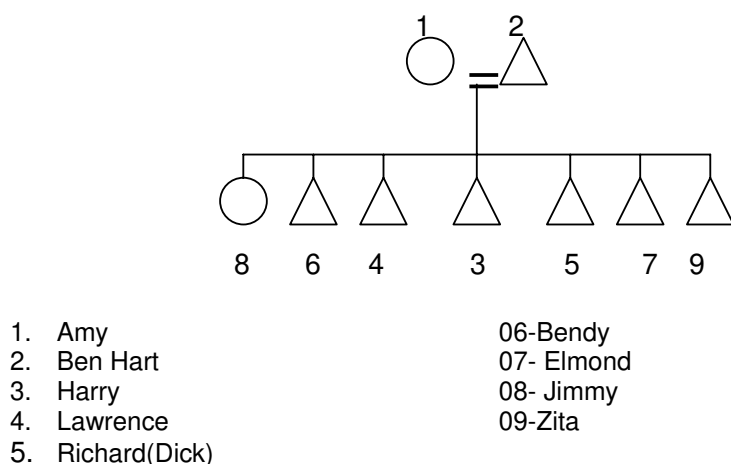 1 2
8 6 4 3 5 7 9
1. Amy
2. Ben Hart
3. Harry
4. Lawrence
5. Richard(Dick)
06-Bendy
07- Elmond
08- Jimmy
09-Zita